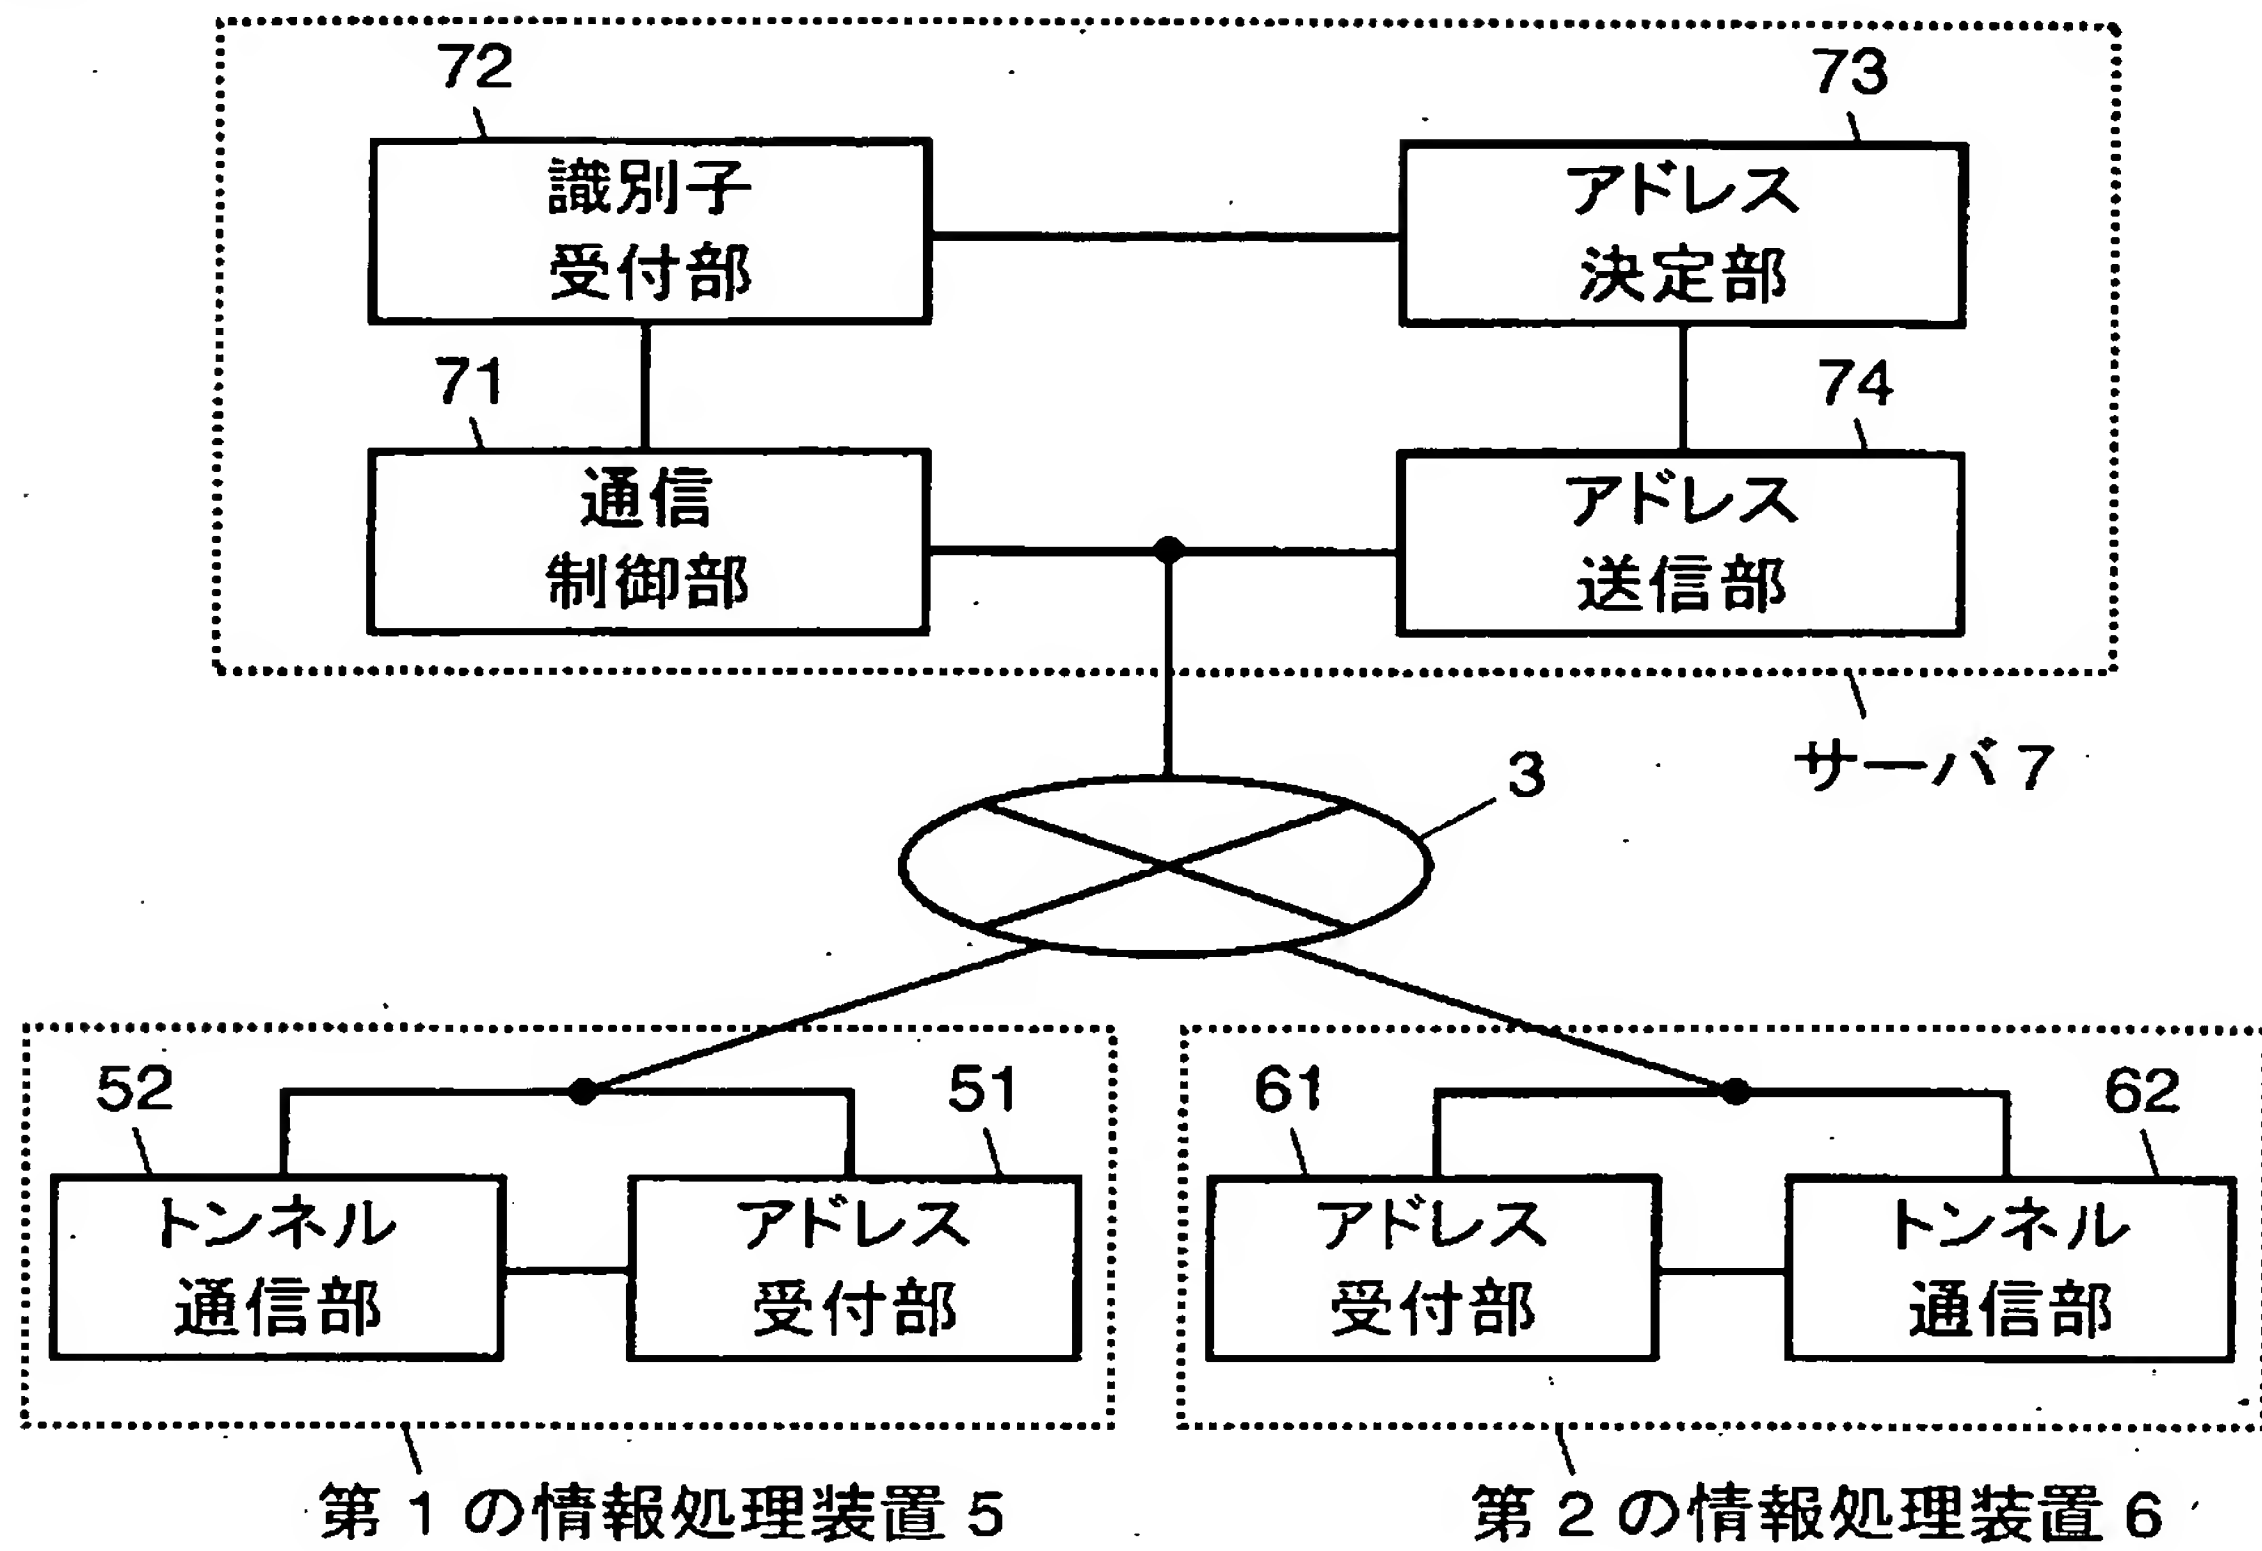 72
73
識別子
受付部
アドレス
決定部
71
74
通信
制御部
アドレス
送信部
サーバ7
3
52
51
61
62
トンネル
通信部
アドレス
受付部
アドレス
受付部
トンネル
通信部
第1の情報処理装置5
第2の情報処理装置6